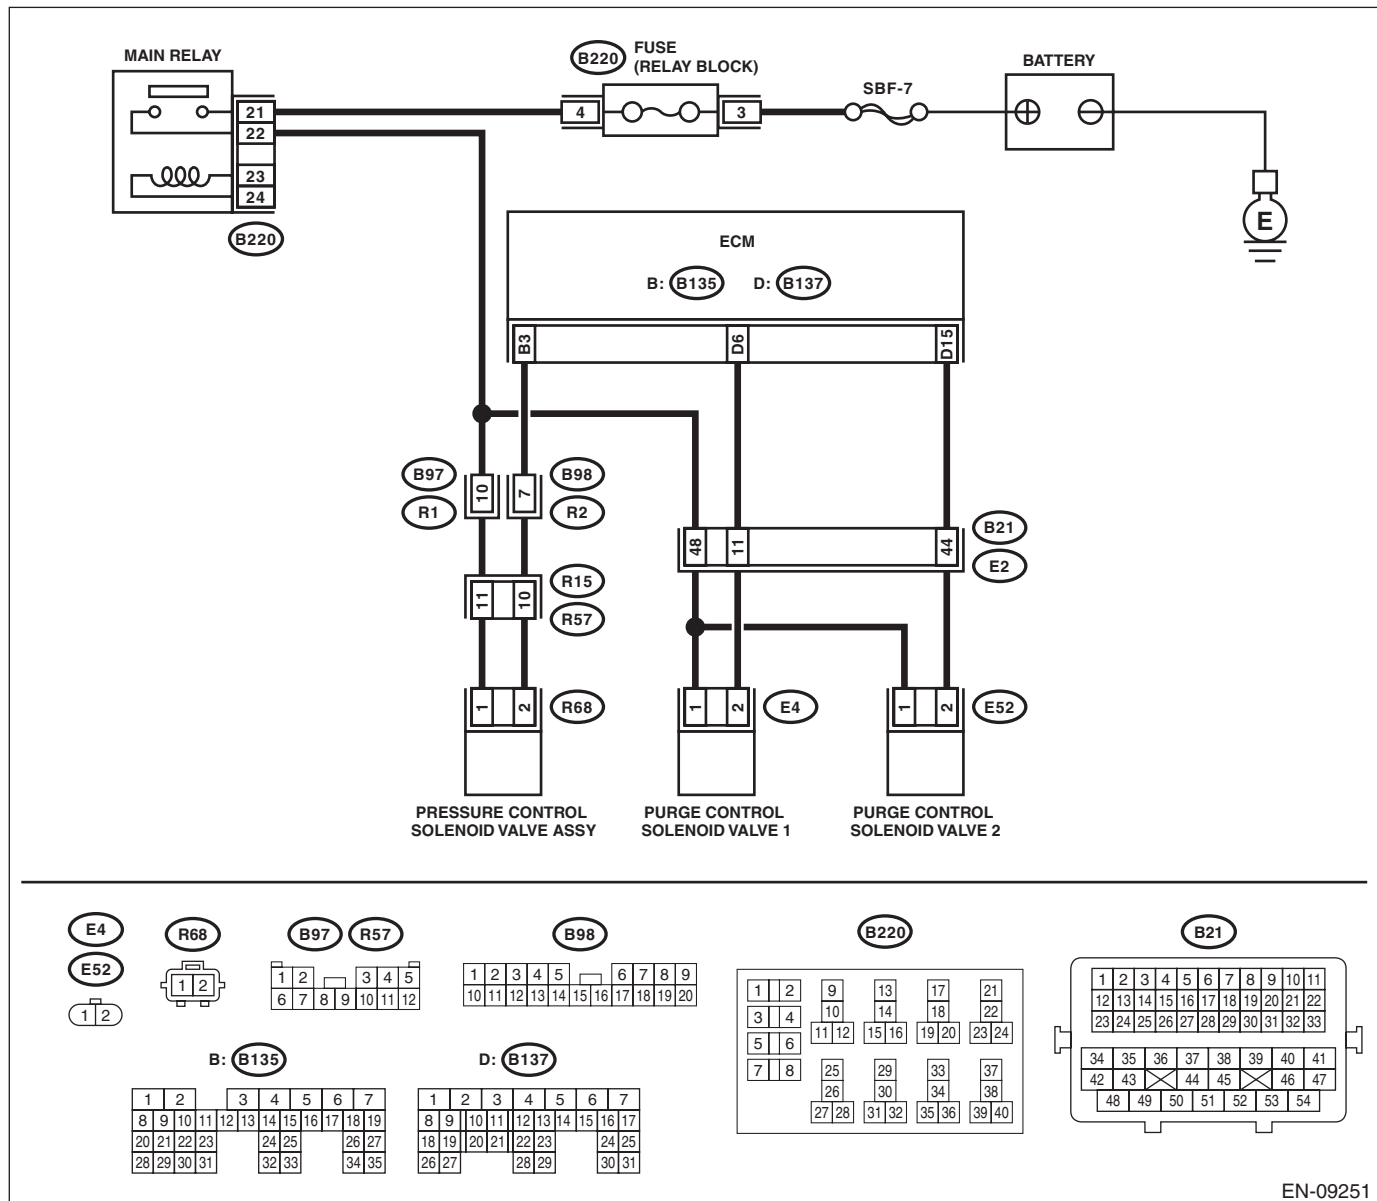 MAIN RELAY
B220
FUSE
(RELAY BLOCK)
SBF-7
BATTERY
21
22
23
24
4
3
B220
E
ECM
B: B135 D: B137
B3
D6
D15
B97
R1
10
7
B98
R2
48
11
44
B21
E2
11
10
R15
R57
1
2
R68
1
2
E4
1
2
E52
PRESSURE CONTROL
SOLENOID VALVE ASSY
PURGE CONTROL
SOLENOID VALVE 1
PURGE CONTROL
SOLENOID VALVE 2
E4
E52
1 2
R68
1 2
B97 R57
1 2 3 4 5
6 7 8 9 10 11 12
B98
1 2 3 4 5 6 7 8 9
10 11 12 13 14 15 16 17 18 19 20
B: B135
1 2 3 4 5 6 7
8 9 10 11 12 13 14 15 16 17 18 19
20 21 22 23 24 25 26 27
28 29 30 31 32 33 34 35
D: B137
1 2 3 4 5 6 7
8 9 10 11 12 13 14 15 16 17
18 19 20 21 22 23 24 25
26 27 28 29 30 31
B220
1 2
3 4
5 6
7 8
9
10
11 12
13
14
15 16
17
18
19 20
21
22
23 24
25
26
27 28
29
30
31 32
33
34
35 36
37
38
39 40
B21
1 2 3 4 5 6 7 8 9 10 11
12 13 14 15 16 17 18 19 20 21 22
23 24 25 26 27 28 29 30 31 32 33
34 35 36 37 38 39 40 41
42 43 44 45 46 47
48 49 50 51 52 53 54
EN-09251